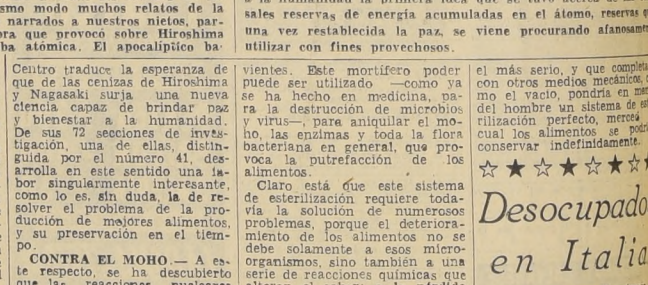 smo modo muchos relatos de la
narrados a nuestros nietos, par-
ra que provocó sobre Hiroshima
ba atómica. El apocalíptico ba-
sales reservas de energía acumuladas en el átomo, reservas
una vez restablecida la paz, se viene procurando afanosament
utilizar con fines provechosos.
Centro traduce la esperanza de
que de las cenizas de Hiroshima
y Nagasaki surja una nueva
ciencia capaz de brindar paz
y bienestar a la humanidad.
De sus 72 secciones de inves-
tigación, una de ellas, distin-
guida por el número 41, des-
arrolla en este sentido una la-
bor singularmente interesante,
como lo es, sin duda, la de re-
solver el problema de la pro-
ducción de mejores alimentos,
y su preservación en el tiem-
po.
CONTRA EL MOHO.— A es-
te respecto, se ha descubierto
que las reacciones nucleares
vientes. Este mortífero poder
puede ser utilizado —como ya
se ha hecho en medicina, pa-
ra la destrucción de microbios
y virus—, para aniquilar el mo-
ho, las enzimas y toda la flora
bacteriana en general, que pro-
voca la putrefacción de los
alimentos.
Claro está que este sistema
de esterilización requiere toda-
vía la solución de numerosos
problemas, porque el deteriora-
miento de los alimentos no se
debe solamente a esos micro-
organismos, sino también a una
serie de reacciones químicas que
el más serio, y que completa
con otros medios mecánicos,
mo el vacío, pondría en
del hombre un sistema de
rilización perfecto, merced
cual los alimentos se
conservar indefinidamente.
Desocupado
en Italia